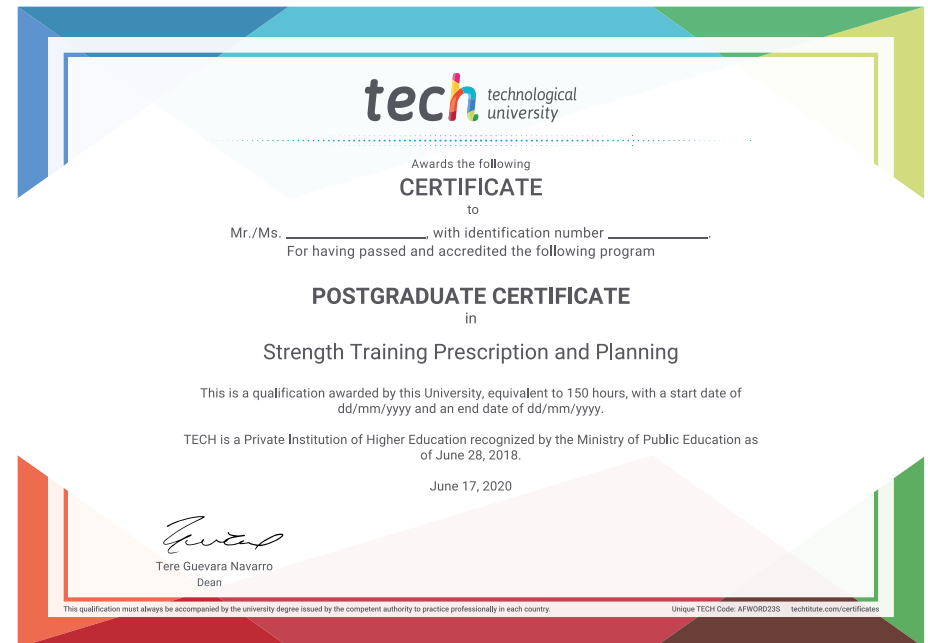 tech technological
university
Awards the following
CERTIFICATE
to
Mr./Ms. ____________, with identification number ____________.
For having passed and accredited the following program
POSTGRADUATE CERTIFICATE
in
Strength Training Prescription and Planning
This is a qualification awarded by this University, equivalent to 150 hours, with a start date of
dd/mm/yyyy and an end date of dd/mm/yyyy.
TECH is a Private Institution of Higher Education recognized by the Ministry of Public Education as
of June 28, 2018.
June 17, 2020
Tere Guevara Navarro
Dean
This qualification must always be accompanied by the university degree issued by the competent authority to practice professionally in each country. Unique TECH Code: AFWORD23S techtitute.com/certificates